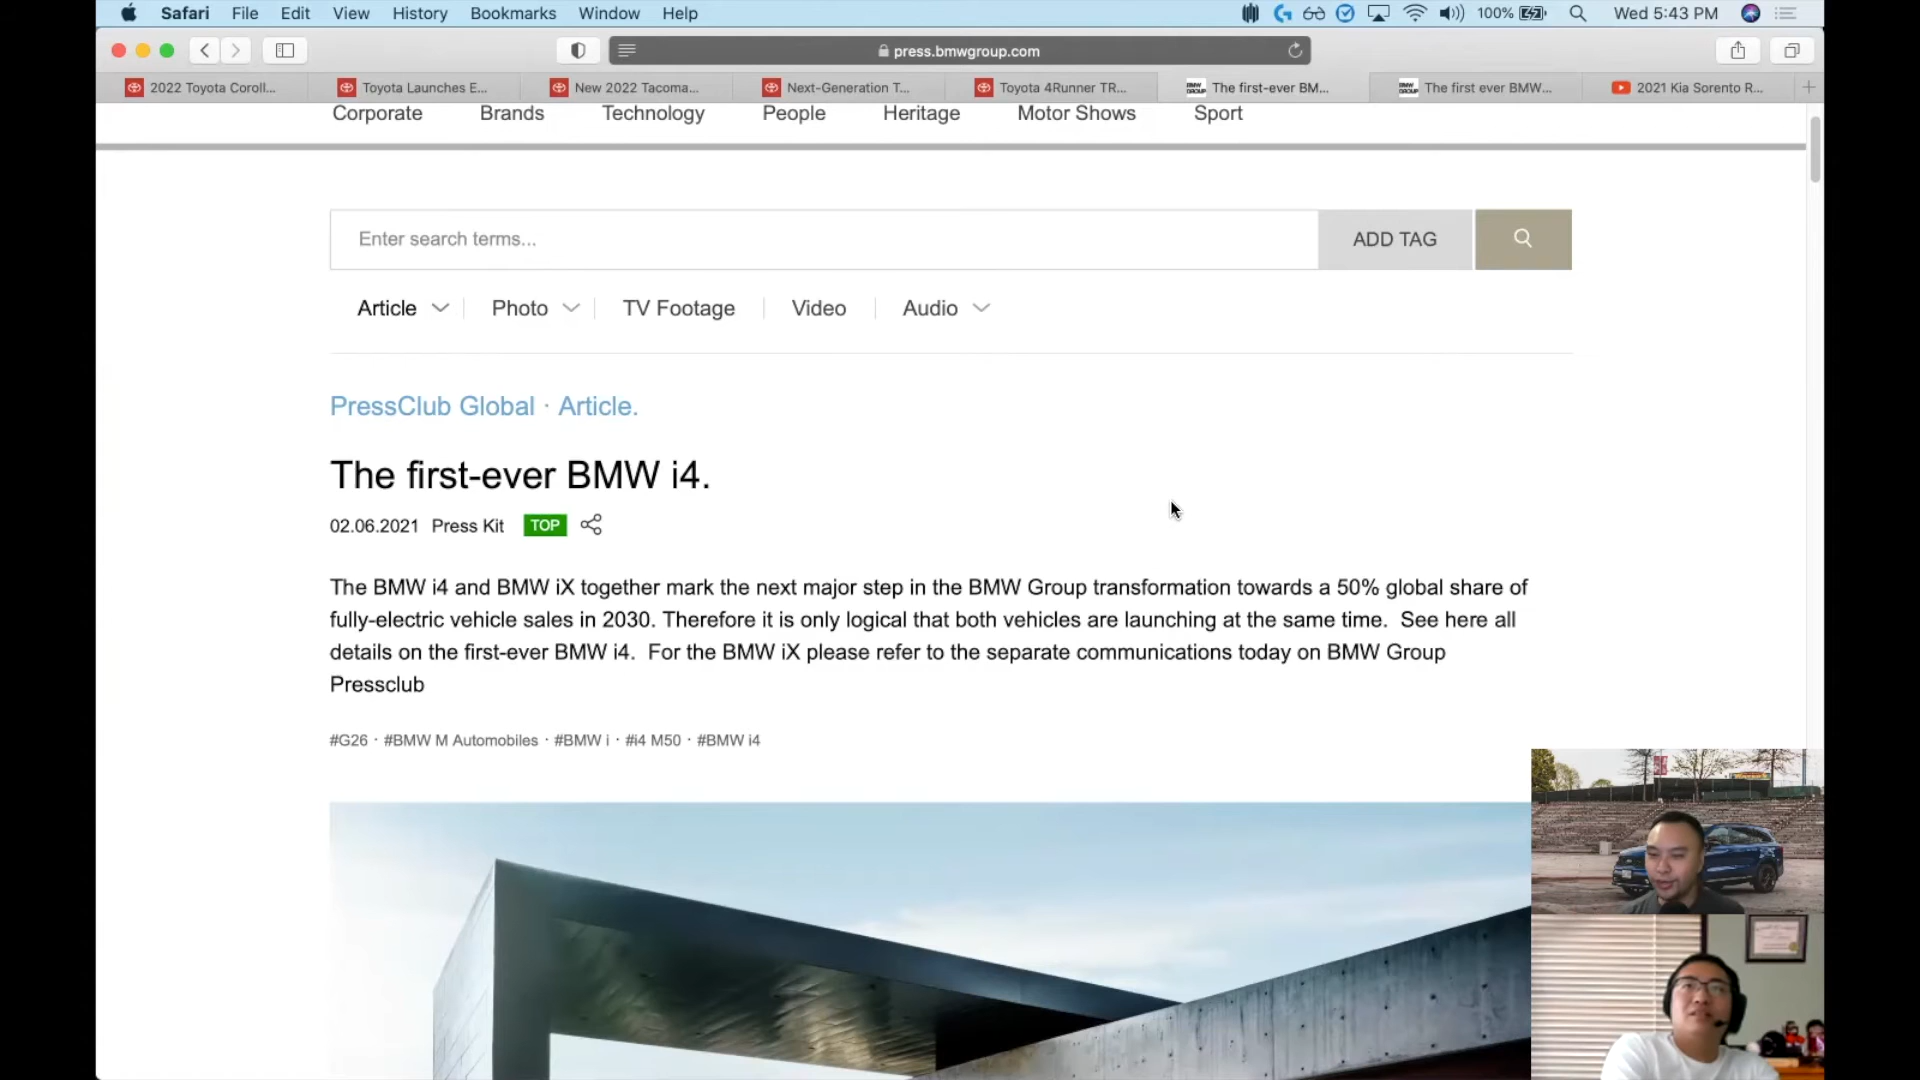 Safari File Edit View History Bookmarks Window Help 100% Wed 5:43 PM
press.bmwgroup.com
2022 Toyota Coroll... Toyota Launches E... New 2022 Tacoma... Next-Generation T... Toyota 4Runner TR... The first-ever BM... The first ever BMW... 2021 Kia Sorento R...
Corporate Brands Technology People Heritage Motor Shows Sport
Enter search terms... ADD TAG
Article Photo TV Footage Video Audio
PressClub Global · Article.
The first-ever BMW i4.
02.06.2021 Press Kit TOP
The BMW i4 and BMW iX together mark the next major step in the BMW Group transformation towards a 50% global share of
fully-electric vehicle sales in 2030. Therefore it is only logical that both vehicles are launching at the same time. See here all
details on the first-ever BMW i4. For the BMW iX please refer to the separate communications today on BMW Group
Pressclub
#G26 · #BMW M Automobiles · #BMW i · #i4 M50 · #BMW i4